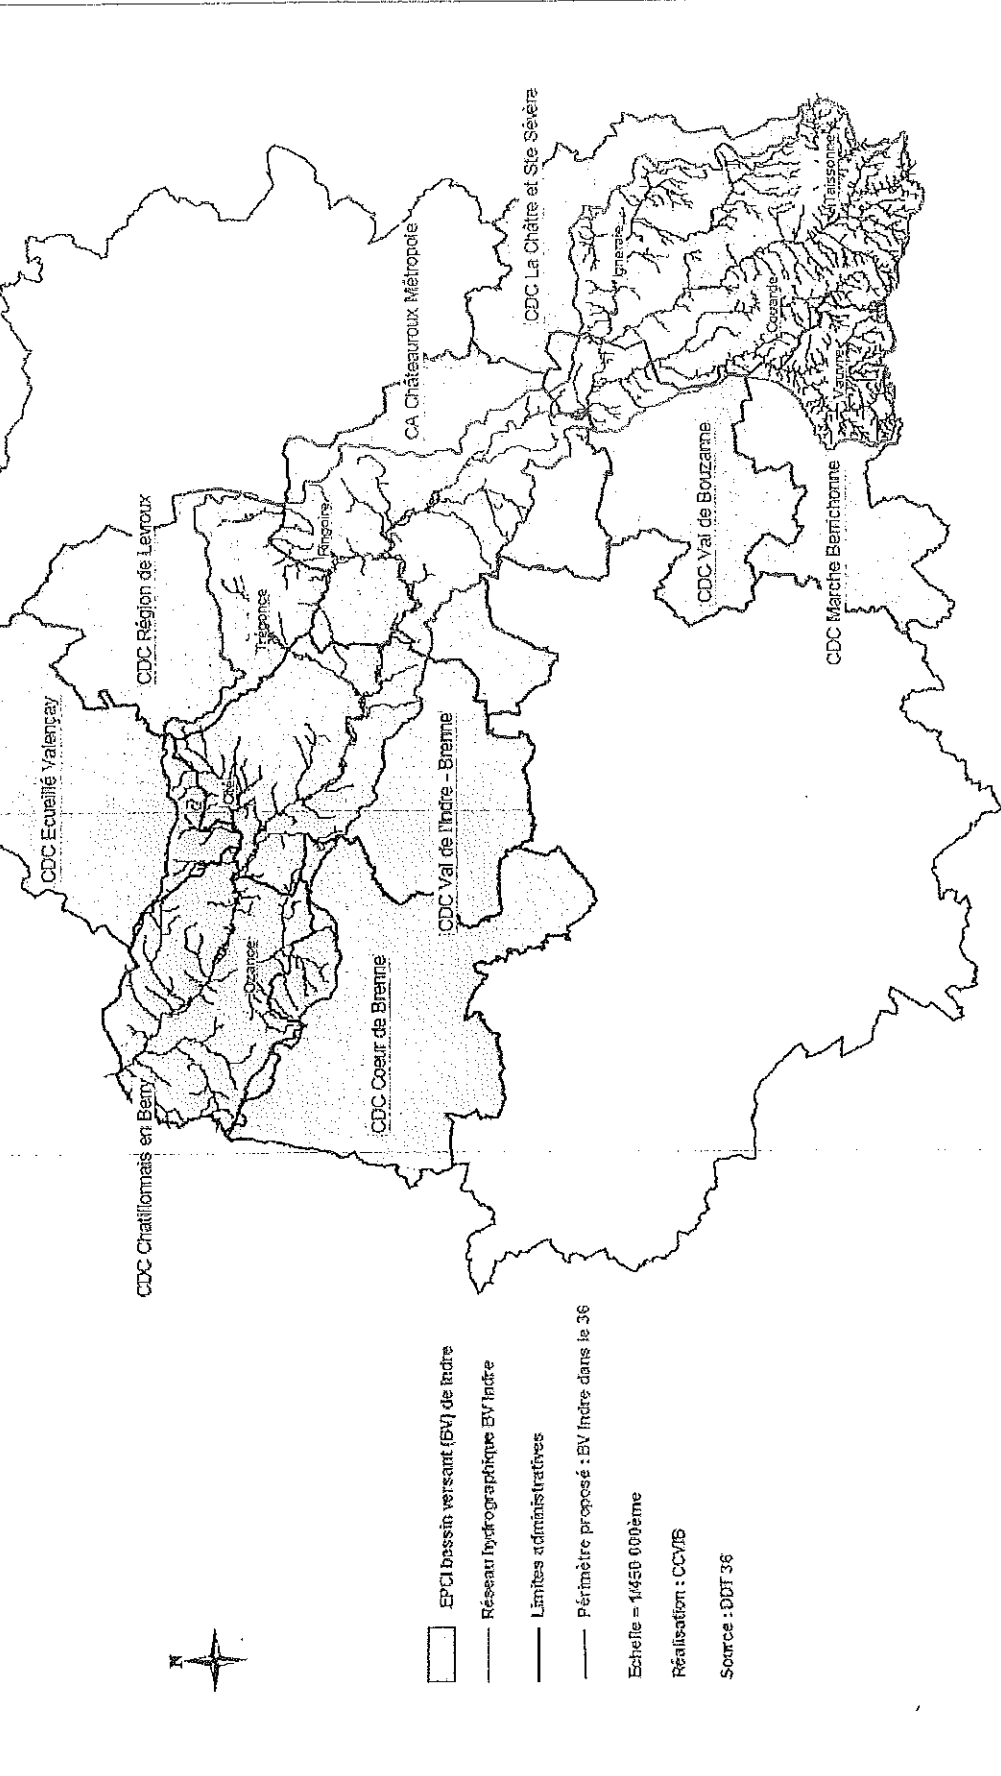 N
EPCI bassin versant (BV) de Indre
Réseau hydrographique BV Indre
Limites administratives
Périmètre proposé : BV Indre dans le 36
Echelle = 1/450 000ème
Réalisation : CCVIB
Source : DDT 36
CDC Ecueillé Valençay
CDC Chatillonnais en Berry
CDC Région de Levroux
Cité
Ozance
Trégonce
Ringoire
CDC Coeur de Brenne
CA Châteauroux Métropole
CDC Val de l'Indre - Brenne
CDC La Châtre et Ste Sévère
Igneraie
CDC Val de Bouzanne
Couarde
Taissonne
Vauvre
CDC Marche Berrichonne